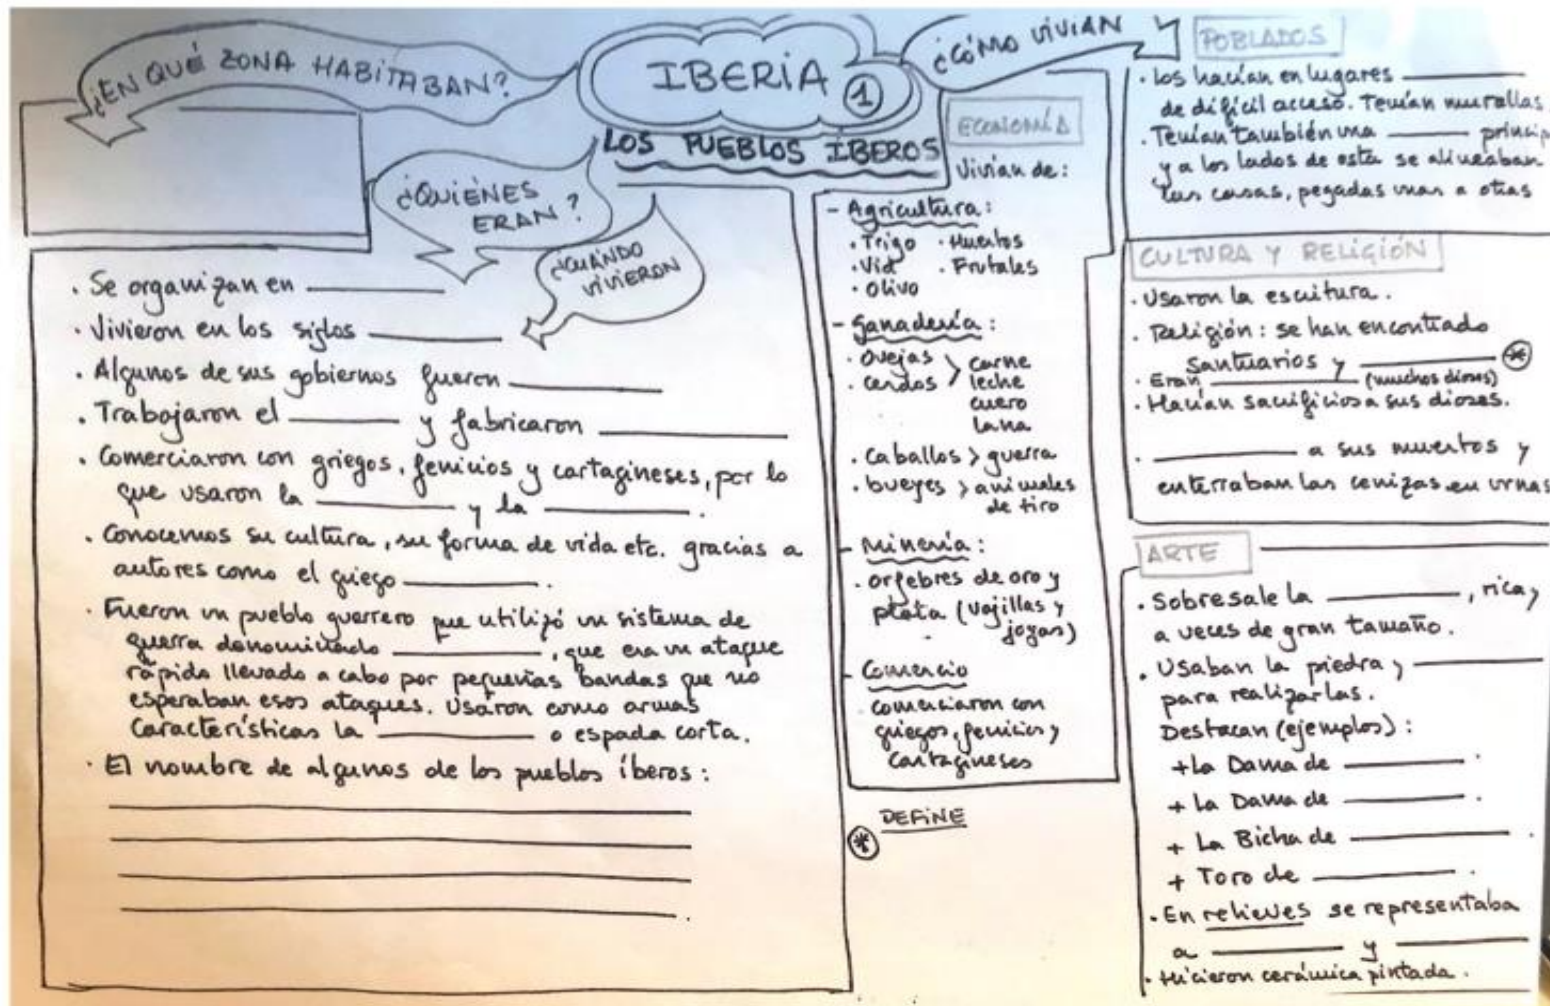 ¿EN QUÉ ZONA HABITABAN?
IBERIA
1
LOS PUEBLOS ÍBEROS
¿QUIÉNES
ERAN?
¿CUÁNDO
VIVIERON
. Se organizan en
. Vivieron en los siglos
. Algunos de sus gobiernos fueron
. Trabajaron el y fabricaron
. Comerciaron con griegos, fenicios y cartagineses, por lo
que usaron la y la .
. Conocemos su cultura, su forma de vida etc. gracias a
autores como el griego .
. Fueron un pueblo guerrero que utilizó un sistema de
guerra denominado , que era un ataque
rápido llevado a cabo por pequeñas bandas que no
esperaban esos ataques. Usaron como armas
características la o espada corta.
. El nombre de algunos de los pueblos íberos:
.
¿CÓMO VIVIAN
ECONOMÍA
Vivían de:
- Agricultura:
. Trigo . Huertos
. Vid . Frutales
. Olivo
- Ganadería:
. Ovejas > carne
. cerdos leche
cuero
lana
. Caballos > guerra
. bueyes > animales
de tiro
- Minería:
. orfebres de oro y
plata (vajillas y
joyas)
- Comercio
comerciaron con
griegos, fenicios y
cartagineses
* DEFINE
POBLADOS
. Los hacían en lugares
de difícil acceso. Tenían murallas
. Tenían también una princip
y a los lados de esta se alineaban
las casas, pegadas unas a otras
CULTURA Y RELIGIÓN
. Usaron la escritura.
. Religión: se han encontrado
santuarios y *
. Eran (muchos dioses)
. Hacían sacrificios a sus dioses.
. a sus muertos y
enterraban las cenizas en urnas
ARTE
. Sobresale la , rica y
a veces de gran tamaño.
. Usaban la piedra y
para realizarlas.
Destacan (ejemplos):
+ La Dama de .
+ La Dama de .
+ La Bicha de .
+ Toro de .
. En relieves se representaba
a y
. Hicieron cerámica pintada.